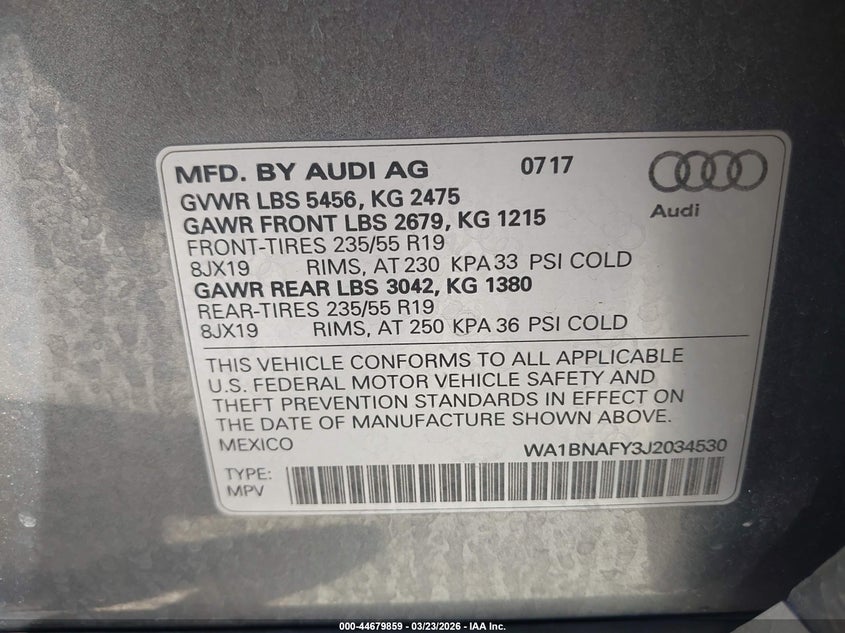 MFD. BY AUDI AG 0717
Audi
GVWR LBS 5456, KG 2475
GAWR FRONT LBS 2679, KG 1215
FRONT-TIRES 235/55 R19
8JX19 RIMS, AT 230 KPA 33 PSI COLD
GAWR REAR LBS 3042, KG 1380
REAR-TIRES 235/55 R19
8JX19 RIMS, AT 250 KPA 36 PSI COLD
THIS VEHICLE CONFORMS TO ALL APPLICABLE
U.S. FEDERAL MOTOR VEHICLE SAFETY AND
THEFT PREVENTION STANDARDS IN EFFECT ON
THE DATE OF MANUFACTURE SHOWN ABOVE.
MEXICO WA1BNAFY3J2034530
TYPE:
MPV
000-44679859 - 03/23/2026 - IAA Inc.